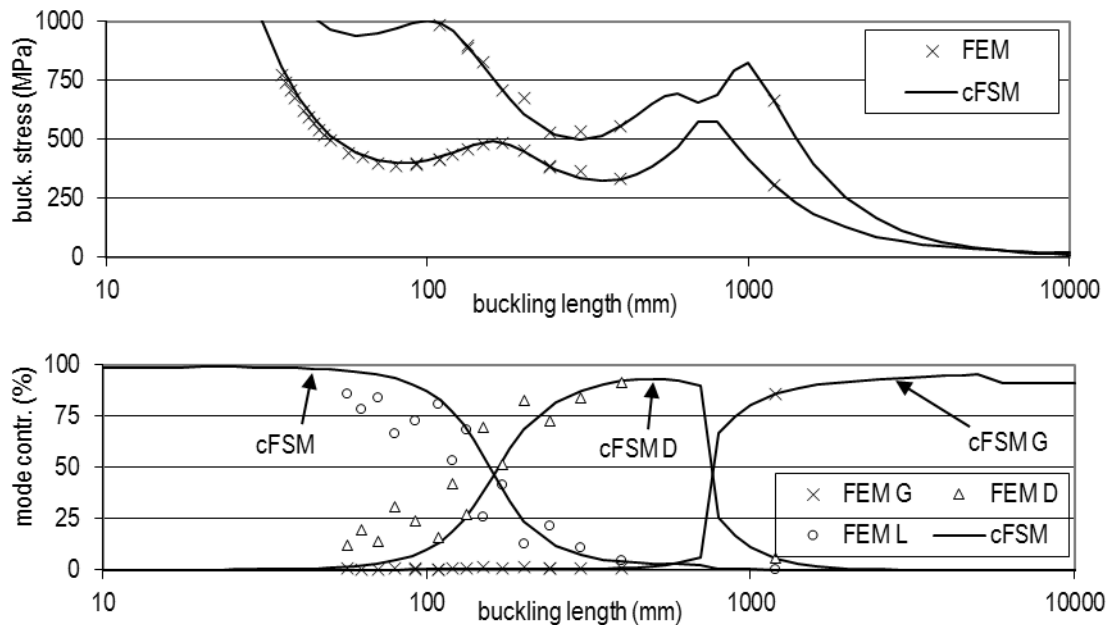 buck. stress (MPa)
1000
750
500
250
0
FEM
cFSM
10
100
1000
10000
buckling length (mm)
mode contr. (%)
100
75
50
25
0
cFSM
cFSM D
cFSM G
FEM G
FEM D
FEM L
cFSM
10
100
1000
10000
buckling length (mm)